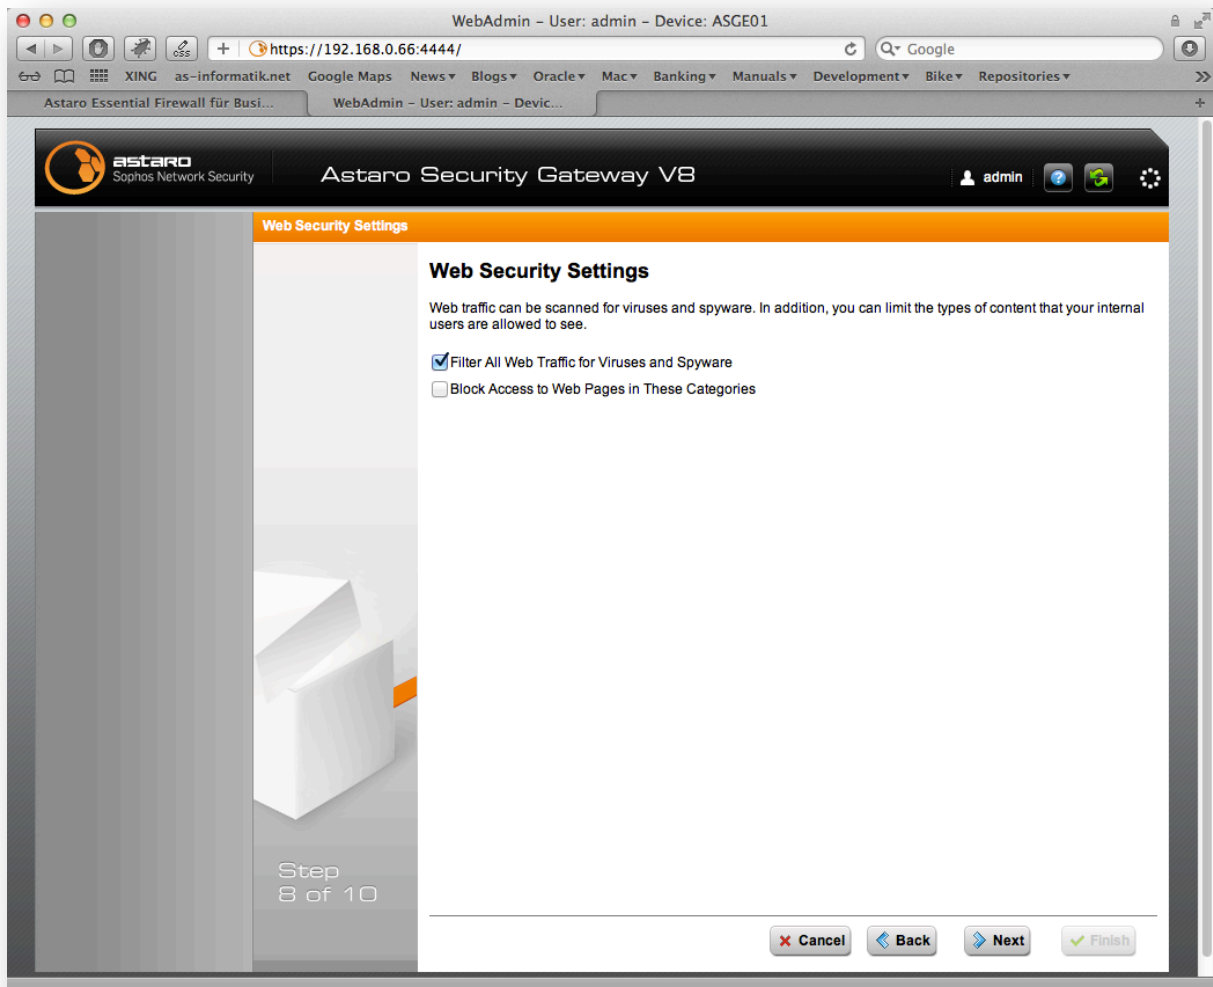 WebAdmin – User: admin – Device: ASGE01
css
https://192.168.0.66:4444/
Google
XING as-informatik.net Google Maps News Blogs Oracle Mac Banking Manuals Development Bike Repositories
Astaro Essential Firewall für Busi...
WebAdmin – User: admin – Devic...
astaro
Sophos Network Security
Astaro Security Gateway V8
admin
Web Security Settings
Web Security Settings
Web traffic can be scanned for viruses and spyware. In addition, you can limit the types of content that your internal
users are allowed to see.
Filter All Web Traffic for Viruses and Spyware
Block Access to Web Pages in These Categories
Step
8 of 10
Cancel
Back
Next
Finish